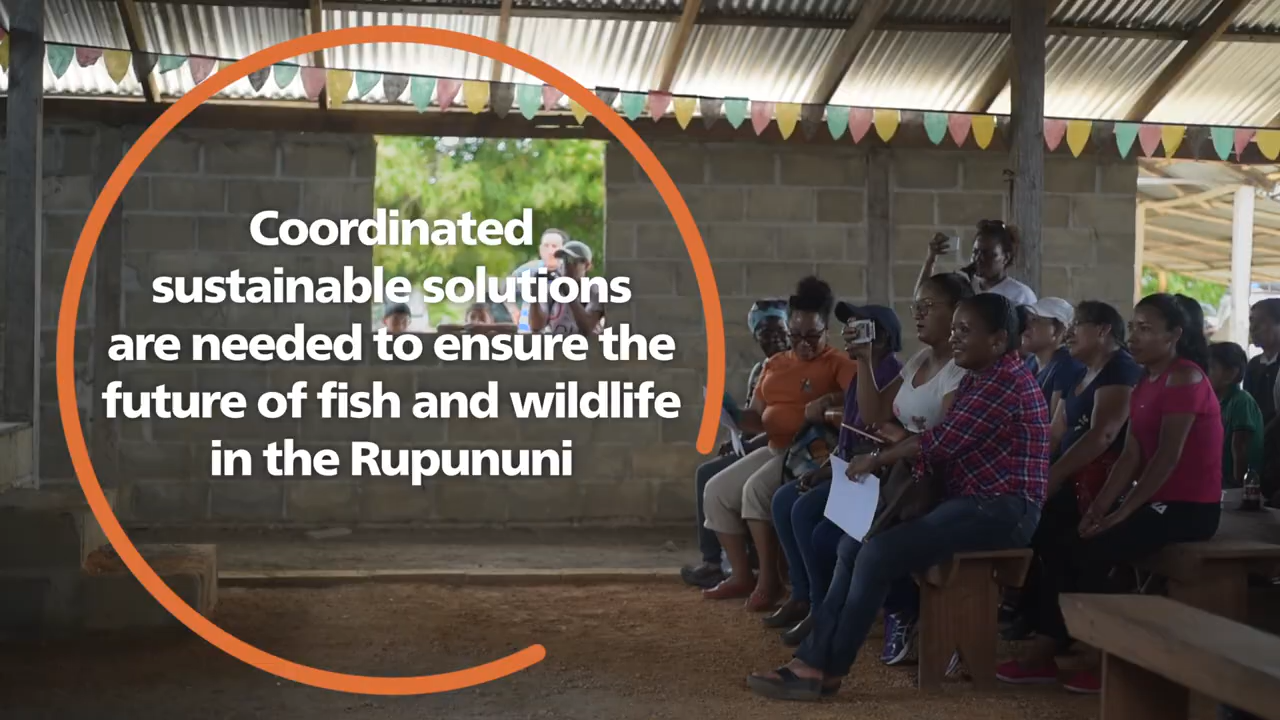 Coordinated
sustainable solutions
are needed to ensure the
future of fish and wildlife
in the Rupununi